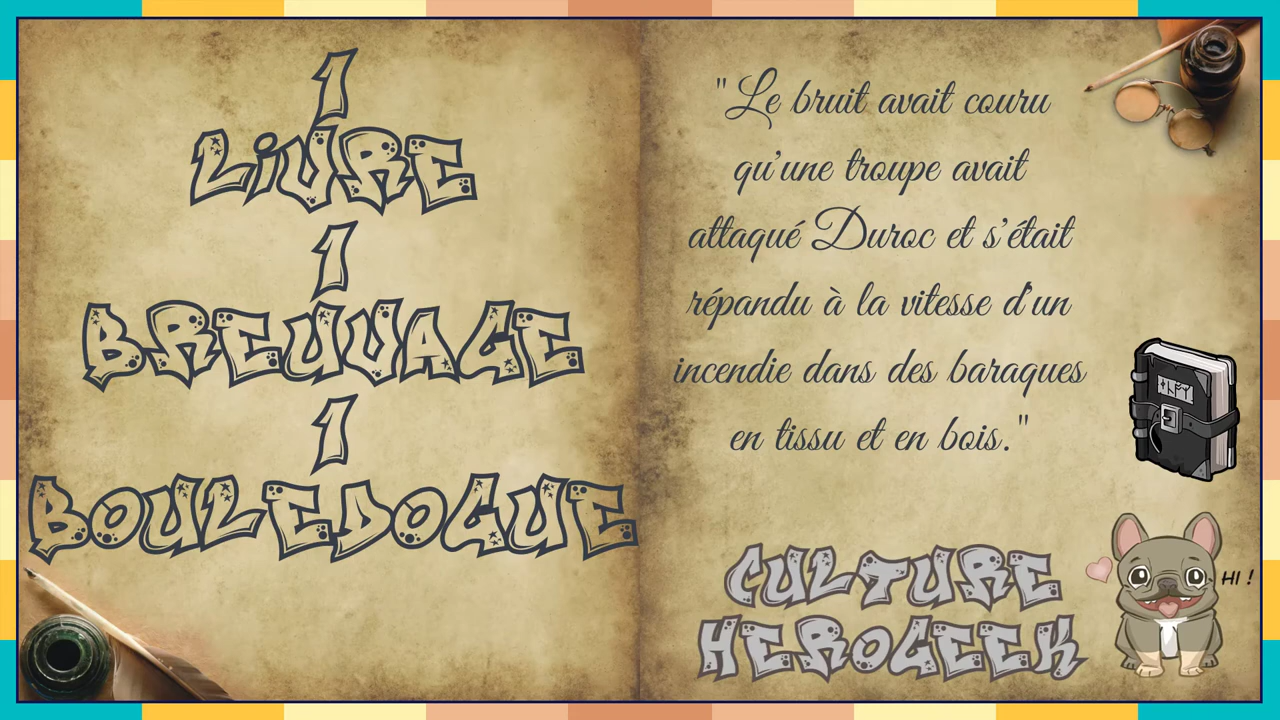 1
LIVRE
1
BREUVAGE
1
BOULEDOGUE
"Le bruit avait couru
qu'une troupe avait
attaqué Duroc et s'était
répandu à la vitesse d'un
incendie dans des baraques
en tissu et en bois."
CULTURE
HEROGEEK
HI !